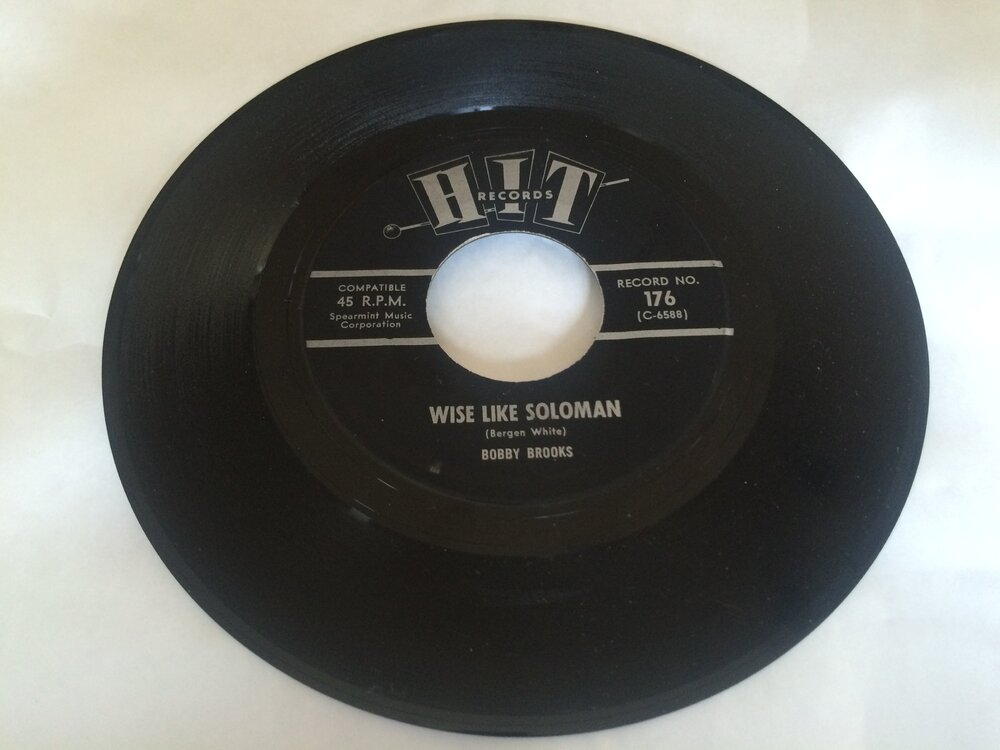 HIT
RECORDS
COMPATIBLE
45 R.P.M.
Spearmint Music
Corporation
RECORD NO.
176
(C-6588)
WISE LIKE SOLOMAN
(Bergen White)
BOBBY BROOKS